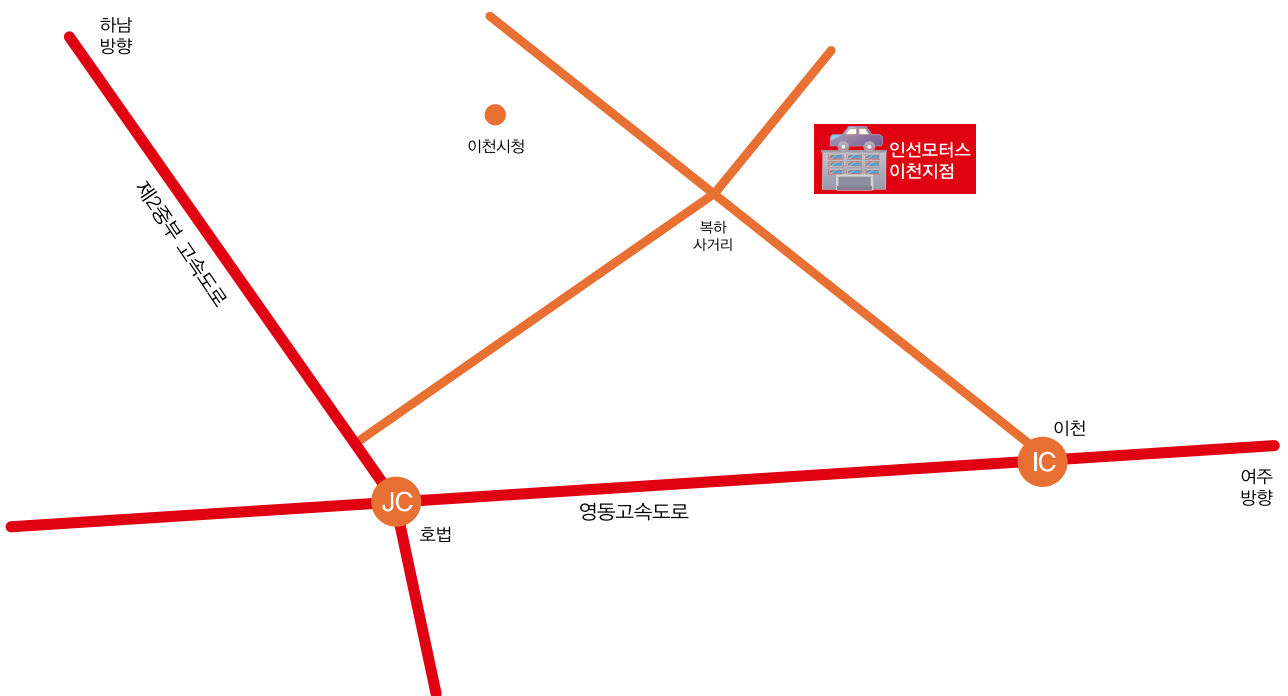 하남
방향
이천시청
인선모터스
이천지점
제2중부 고속도로
복하
사거리
이천
IC
여주
방향
JC
영동고속도로
호법